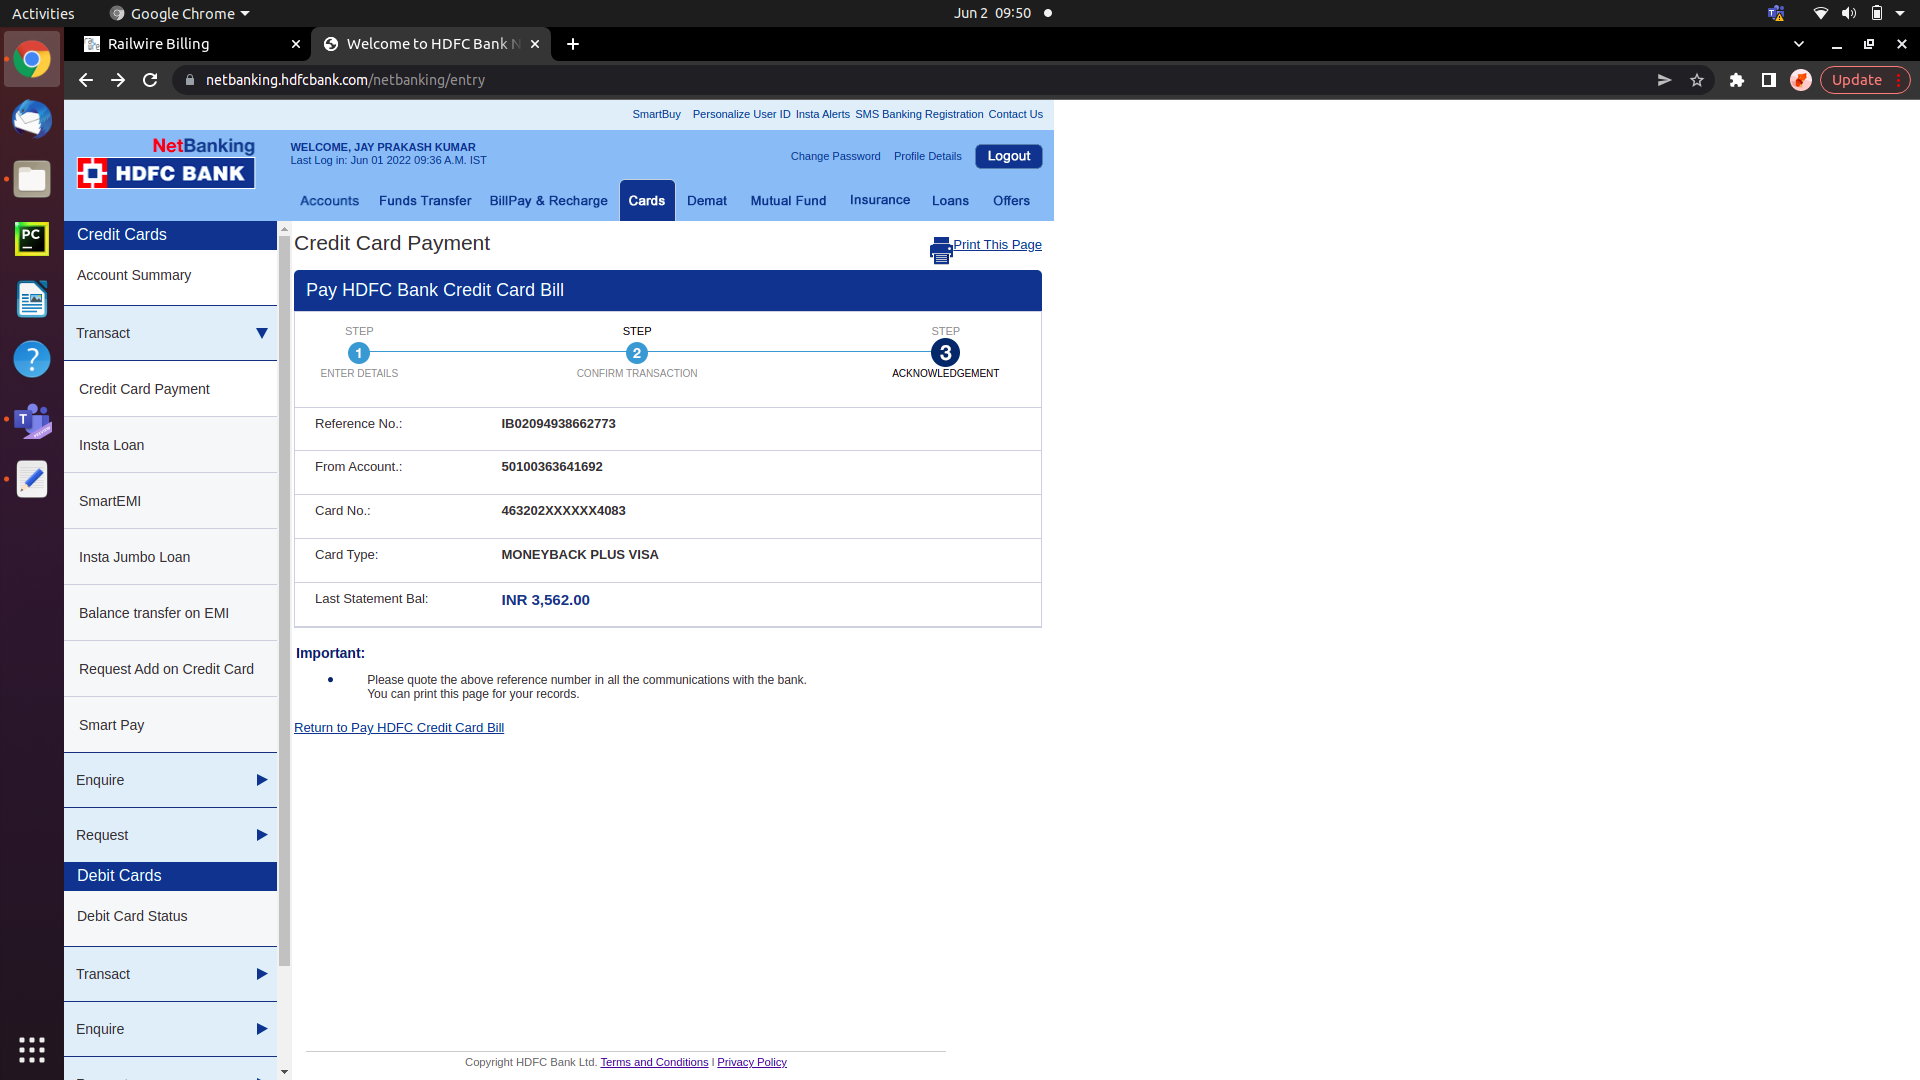 Activities
Google Chrome
Jun 2 09:50
Railwire Billing
Welcome to HDFC Bank N
netbanking.hdfcbank.com/netbanking/entry
Update
SmartBuy Personalize User ID Insta Alerts SMS Banking Registration Contact Us
NetBanking
HDFC BANK
WELCOME, JAY PRAKASH KUMAR
Last Log in: Jun 01 2022 09:36 A.M. IST
Change Password Profile Details Logout
Accounts Funds Transfer BillPay & Recharge Cards Demat Mutual Fund Insurance Loans Offers
Credit Cards
Account Summary
Transact
Credit Card Payment
Insta Loan
SmartEMI
Insta Jumbo Loan
Balance transfer on EMI
Request Add on Credit Card
Smart Pay
Enquire
Request
Debit Cards
Debit Card Status
Transact
Enquire
Credit Card Payment
Print This Page
Pay HDFC Bank Credit Card Bill
STEP STEP STEP
1 2 3
ENTER DETAILS CONFIRM TRANSACTION ACKNOWLEDGEMENT
Reference No.: IB02094938662773
From Account.: 50100363641692
Card No.: 463202XXXXXX4083
Card Type: MONEYBACK PLUS VISA
Last Statement Bal: INR 3,562.00
Important:
• Please quote the above reference number in all the communications with the bank.
You can print this page for your records.
Return to Pay HDFC Credit Card Bill
Copyright HDFC Bank Ltd. Terms and Conditions | Privacy Policy